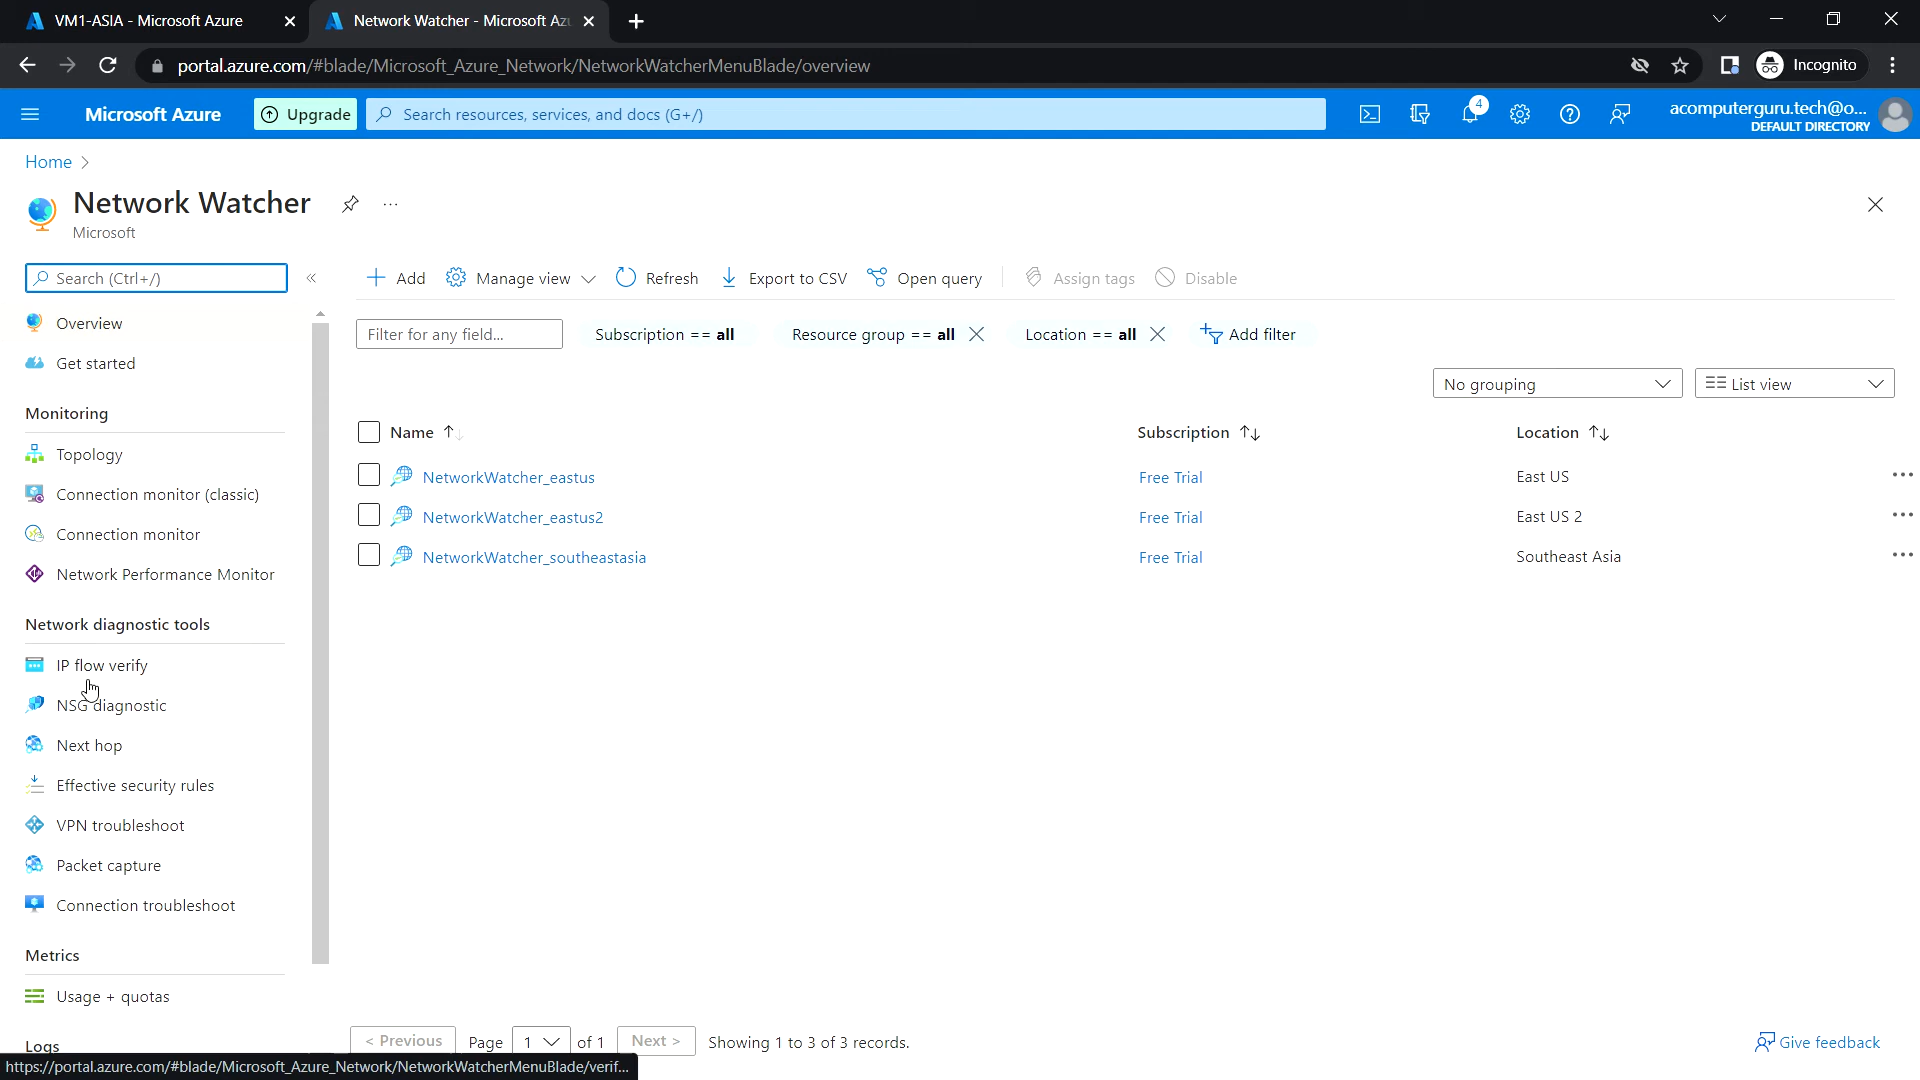 VM1-ASIA - Microsoft Azure
Network Watcher - Microsoft Az
portal.azure.com/#blade/Microsoft_Azure_Network/NetworkWatcherMenuBlade/overview
Incognito
Microsoft Azure
Upgrade
Search resources, services, and docs (G+/)
4
acomputerguru.tech@o...
DEFAULT DIRECTORY
Home
Network Watcher
Microsoft
Search (Ctrl+/)
Overview
Get started
Monitoring
Topology
Connection monitor (classic)
Connection monitor
Network Performance Monitor
Network diagnostic tools
IP flow verify
NSG diagnostic
Next hop
Effective security rules
VPN troubleshoot
Packet capture
Connection troubleshoot
Metrics
Usage + quotas
Logs
Add
Manage view
Refresh
Export to CSV
Open query
Assign tags
Disable
Filter for any field...
Subscription == all
Resource group == all
Location == all
Add filter
No grouping
List view
Name Subscription Location
NetworkWatcher_eastus Free Trial East US
NetworkWatcher_eastus2 Free Trial East US 2
NetworkWatcher_southeastasia Free Trial Southeast Asia
< Previous Page 1 of 1 Next > Showing 1 to 3 of 3 records.
Give feedback
https://portal.azure.com/#blade/Microsoft_Azure_Network/NetworkWatcherMenuBlade/verif...